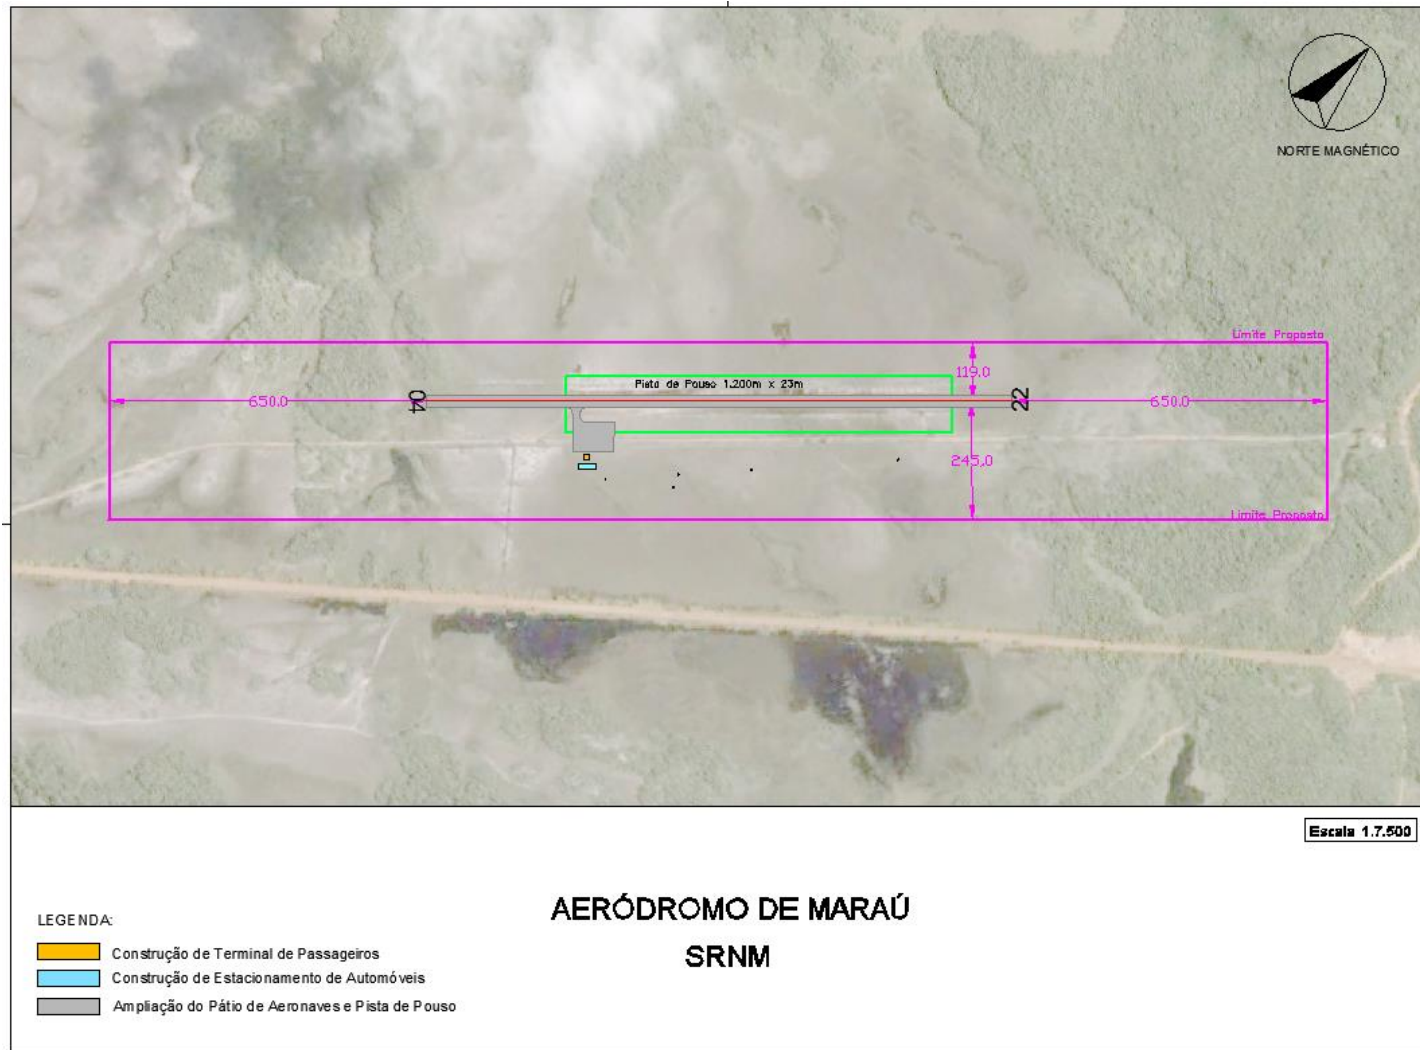 NORTE MAGNÉTICO
Limite Proposto
119.0
Pista de Pouso 1.200m x 23m
04
650.0
22
650.0
245,0
Limite Proposto
Escala 1.7.500
AERÓDROMO DE MARAÚ
SRNM
LEGENDA:
Construção de Terminal de Passageiros
Construção de Estacionamento de Automóveis
Ampliação do Pátio de Aeronaves e Pista de Pouso